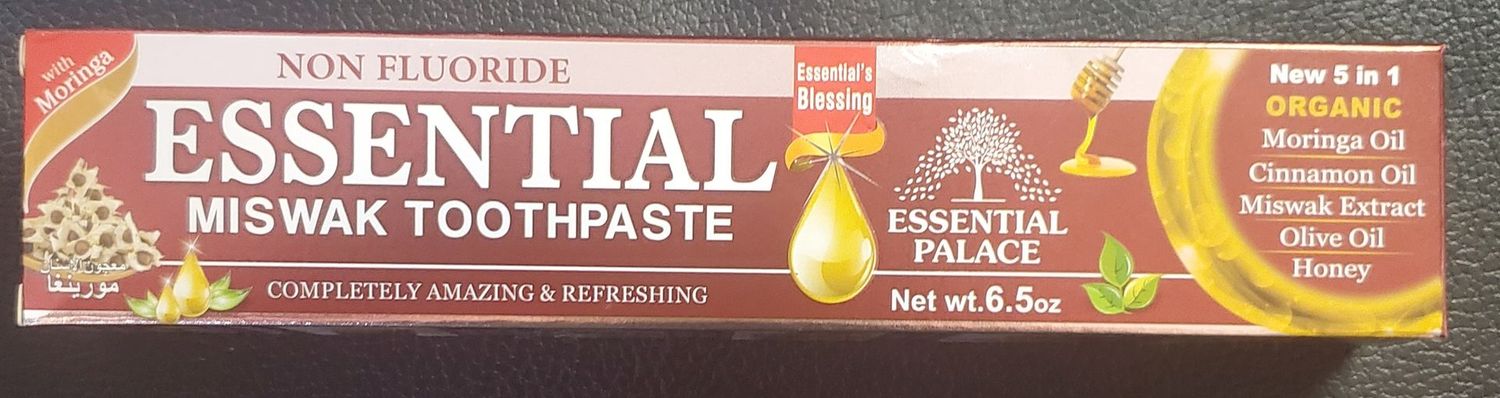 with
Moringa
معجون الأسنان
مورينغا
NON FLUORIDE
ESSENTIAL
MISWAK TOOTHPASTE
COMPLETELY AMAZING & REFRESHING
Essential's
Blessing
ESSENTIAL
PALACE
Net wt.6.5oz
New 5 in 1
ORGANIC
Moringa Oil
Cinnamon Oil
Miswak Extract
Olive Oil
Honey